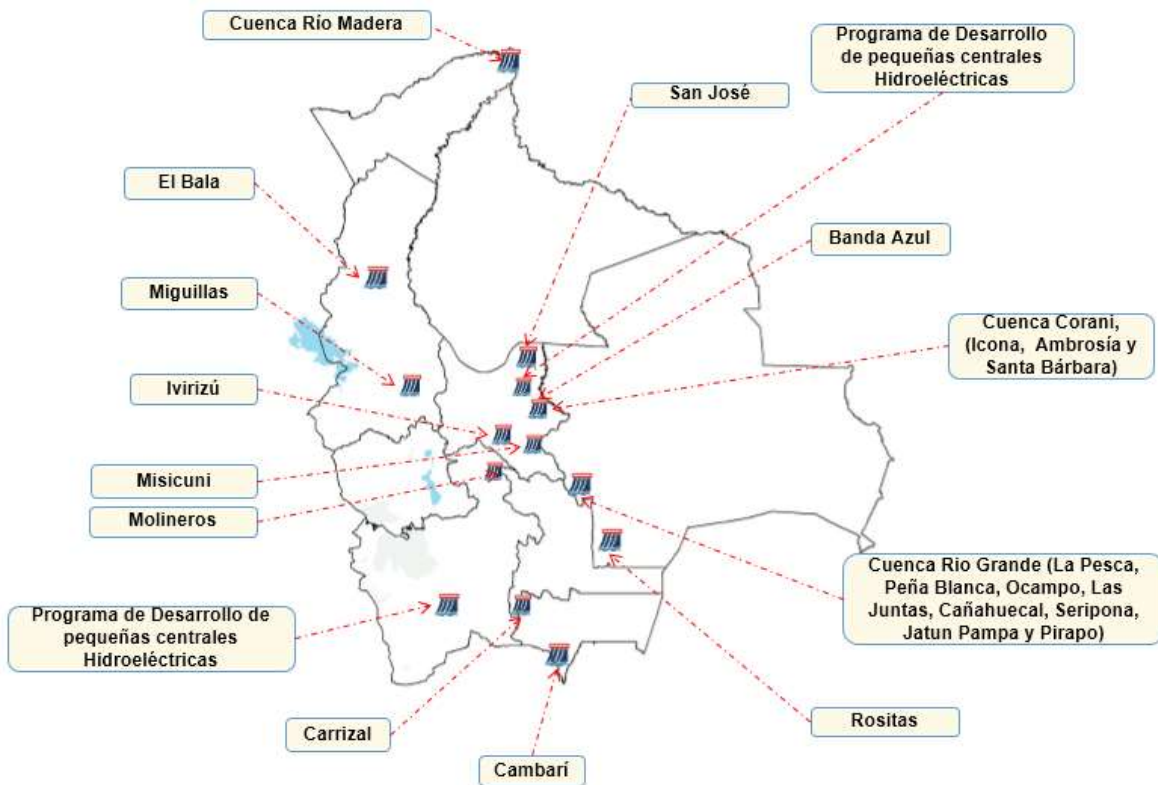 Cuenca Río Madera
Programa de Desarrollo
de pequeñas centrales
Hidroeléctricas
San José
El Bala
Banda Azul
Miguillas
Cuenca Corani,
(Icona, Ambrosía y
Santa Bárbara)
Ivirizú
Misicuni
Molineros
Cuenca Rio Grande (La Pesca,
Peña Blanca, Ocampo, Las
Juntas, Cañahuecal, Seripona,
Jatun Pampa y Pirapo)
Programa de Desarrollo de
pequeñas centrales
Hidroeléctricas
Rositas
Carrizal
Cambarí